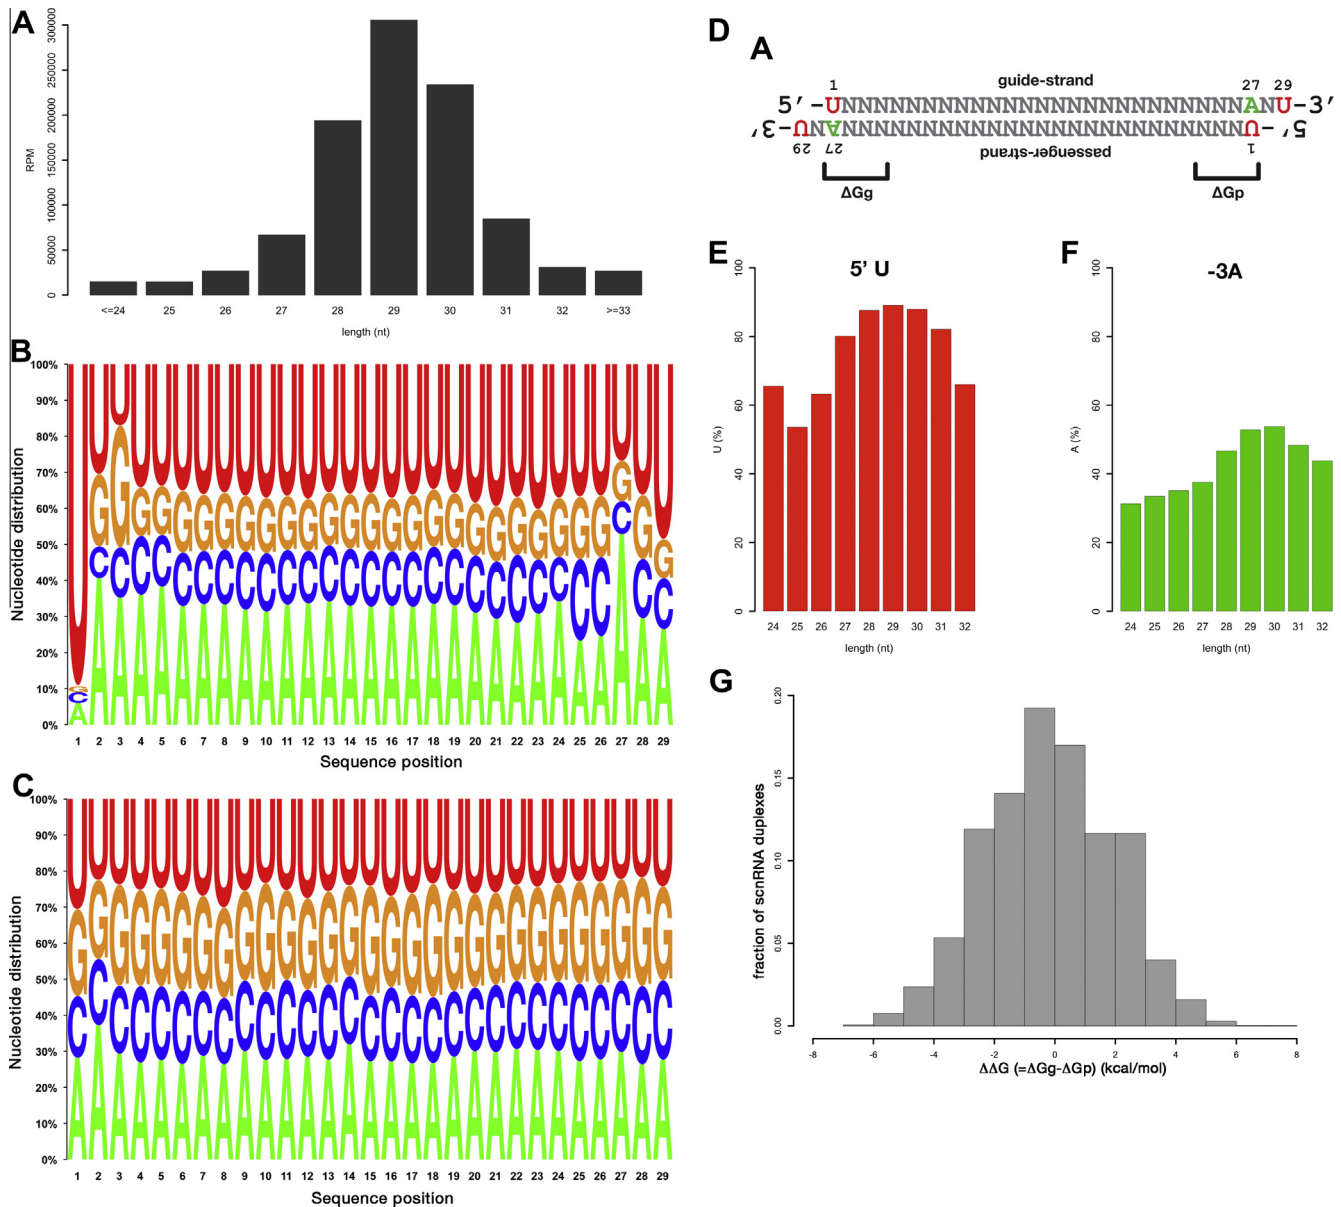 A
RPM
0
50000
100000
150000
200000
250000
300000
<=24 25 26 27 28 29 30 31 32 >=33
length (nt)
B
Nucleotide distribution
100%
90%
80%
70%
60%
50%
40%
30%
20%
10%
0%
1 2 3 4 5 6 7 8 9 10 11 12 13 14 15 16 17 18 19 20 21 22 23 24 25 26 27 28 29
Sequence position
C
Nucleotide distribution
100%
90%
80%
70%
60%
50%
40%
30%
20%
10%
0%
1 2 3 4 5 6 7 8 9 10 11 12 13 14 15 16 17 18 19 20 21 22 23 24 25 26 27 28 29
Sequence position
D
A
guide-strand
1 27 29
5′ –UNNNNNNNNNNNNNNNNNNNNNNNNNANNU–3′
3′–UNNANNNNNNNNNNNNNNNNNNNNNNNNNU–5′
29 27 1
passenger-strand
ΔGg ΔGp
E
5' U
U (%)
0
20
40
60
80
100
24 25 26 27 28 29 30 31 32
length (nt)
F
-3A
A (%)
0
20
40
60
80
100
24 25 26 27 28 29 30 31 32
length (nt)
G
fraction of scnRNA duplexes
0.20
0.15
0.10
0.05
0.00
-8 -6 -4 -2 0 2 4 6 8
ΔΔG (=ΔGg-ΔGp) (kcal/mol)